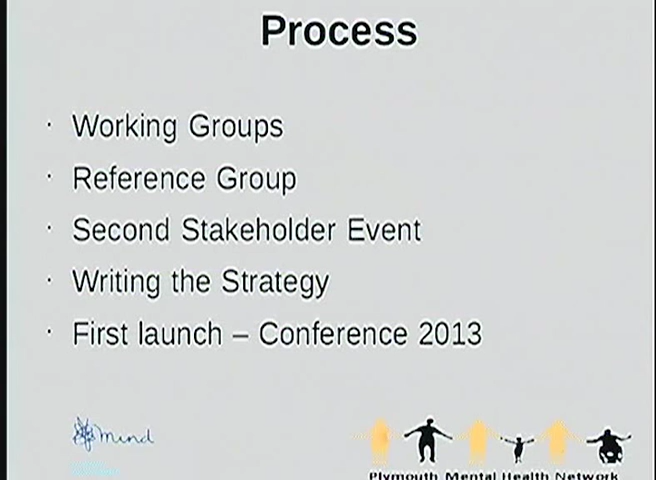 Process
· Working Groups
· Reference Group
· Second Stakeholder Event
· Writing the Strategy
· First launch – Conference 2013
mind
Plymouth Mental Health Network